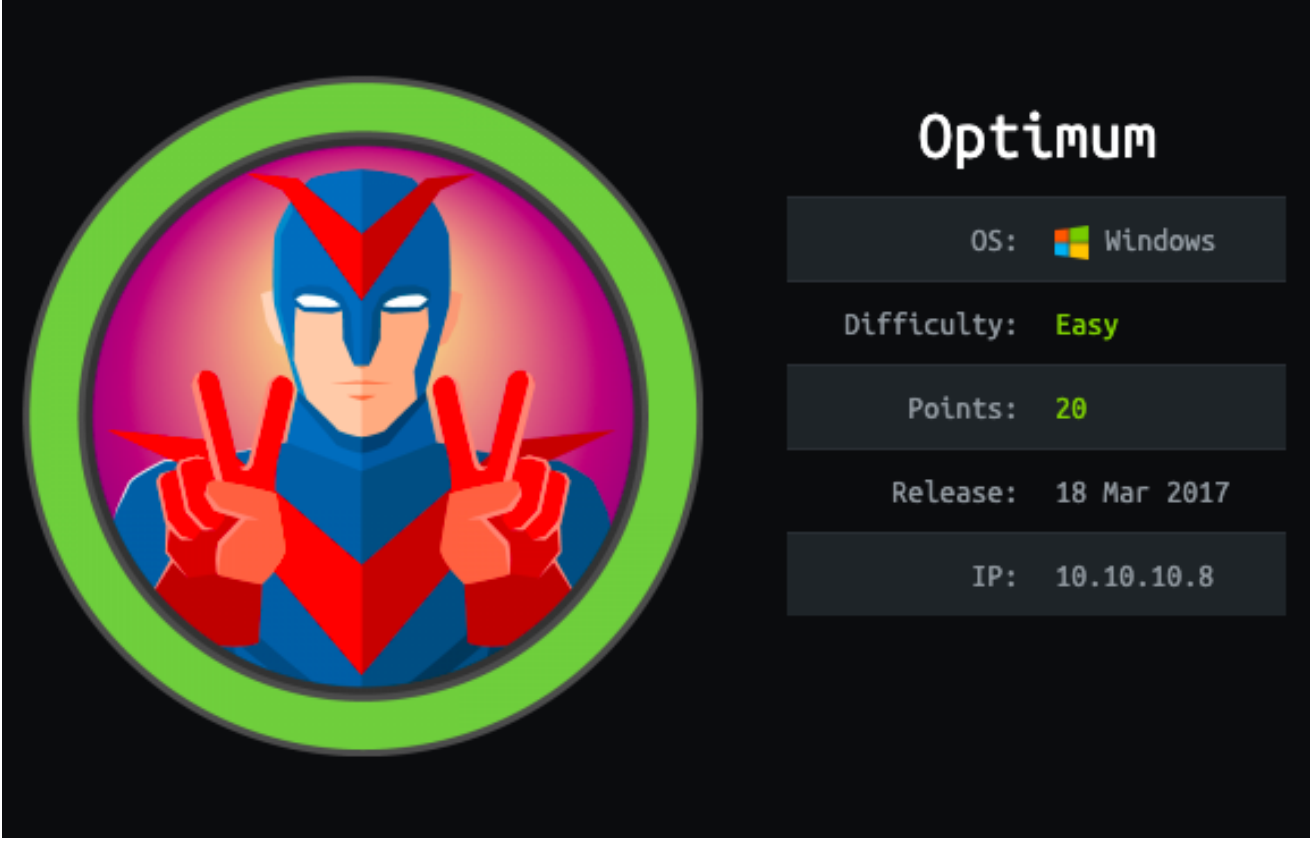 Optimum
OS: Windows
Difficulty: Easy
Points: 20
Release: 18 Mar 2017
IP: 10.10.10.8